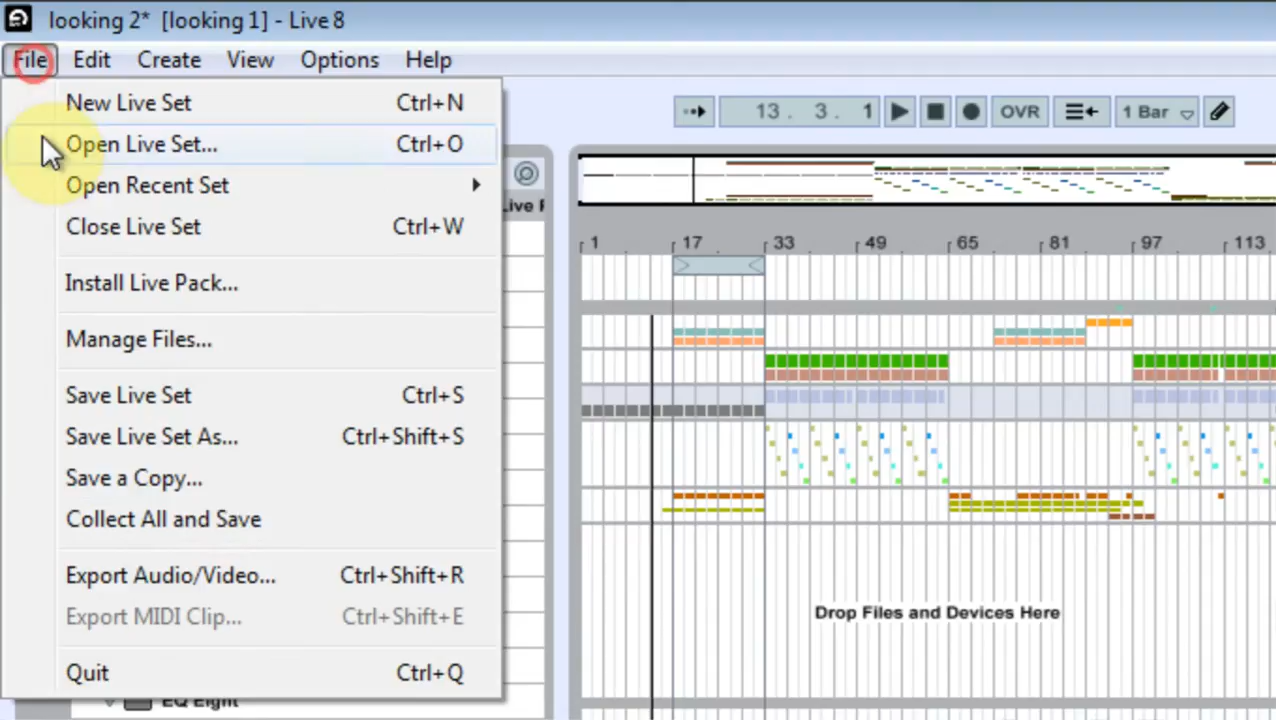 looking 2* [looking 1] - Live 8
File Edit Create View Options Help
New Live Set Ctrl+N
Open Live Set... Ctrl+O
Open Recent Set
Close Live Set Ctrl+W
Install Live Pack...
Manage Files...
Save Live Set Ctrl+S
Save Live Set As... Ctrl+Shift+S
Save a Copy...
Collect All and Save
Export Audio/Video... Ctrl+Shift+R
Export MIDI Clip... Ctrl+Shift+E
Quit Ctrl+Q
13. 3. 1 OVR 1 Bar
Live
1 17 33 49 65 81 97 113
Drop Files and Devices Here
EQ Eight